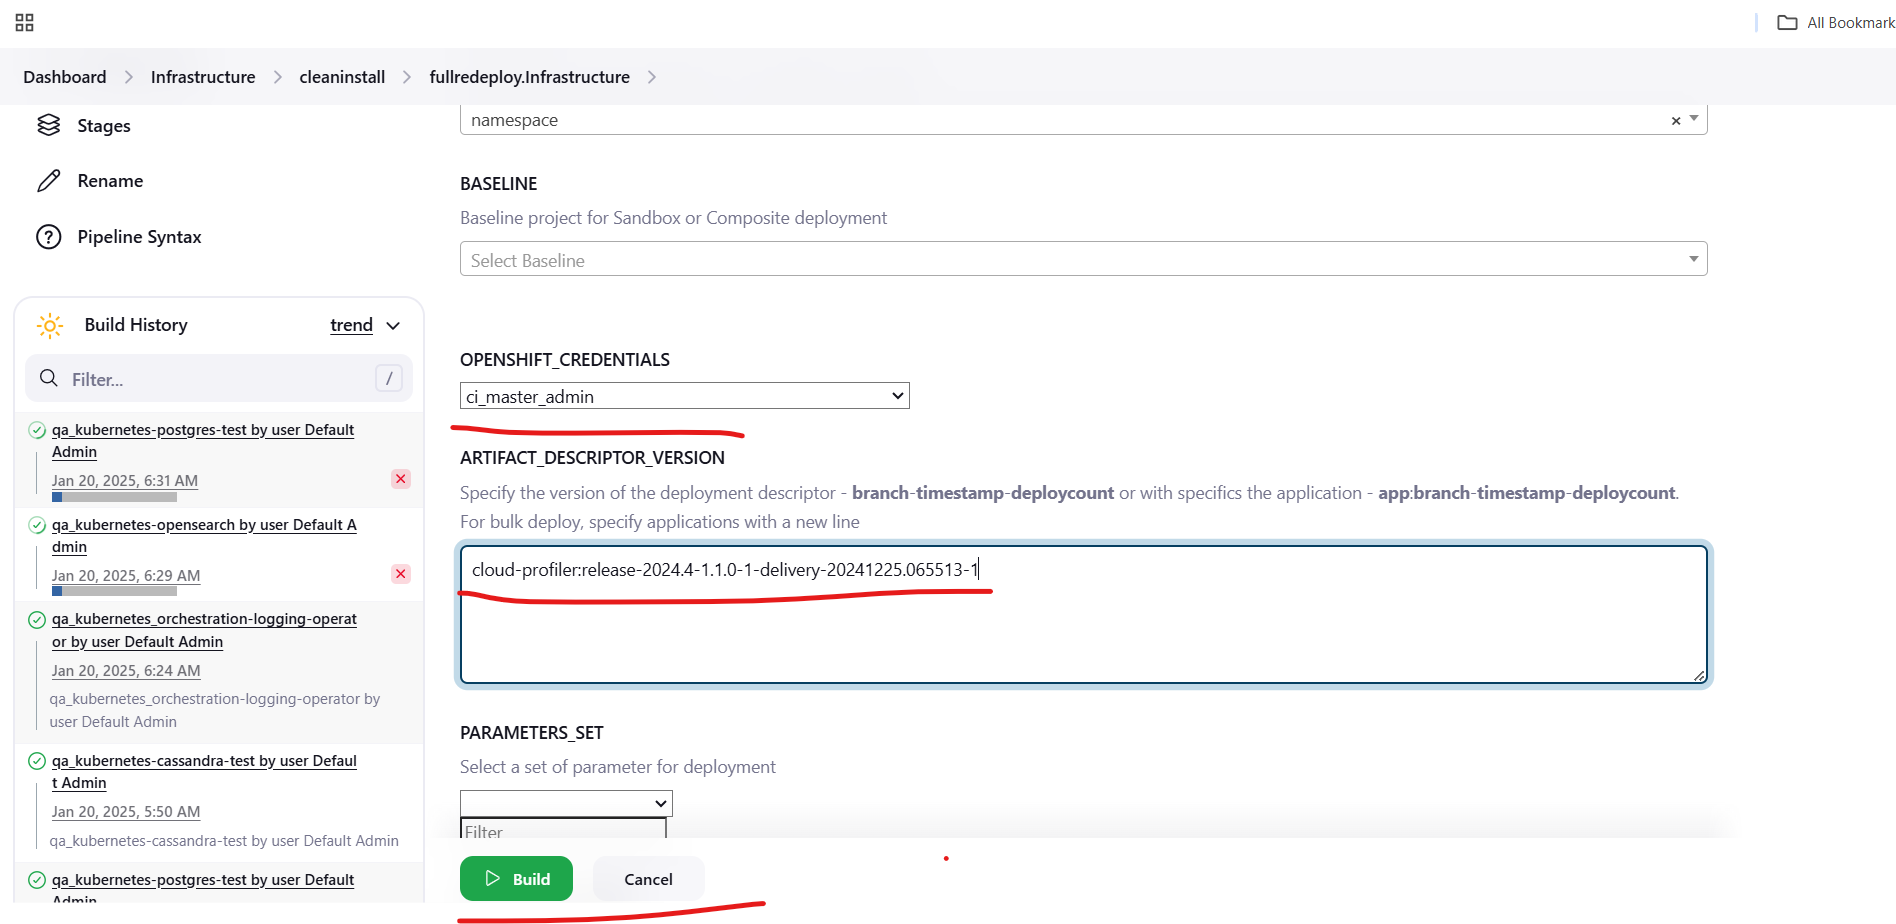 All Bookmark
Dashboard > Infrastructure > cleaninstall > fullredeploy.Infrastructure >
Stages
Rename
Pipeline Syntax
Build History trend
Filter... /
qa_kubernetes-postgres-test by user Default
Admin
Jan 20, 2025, 6:31 AM
qa_kubernetes-opensearch by user Default A
dmin
Jan 20, 2025, 6:29 AM
qa_kubernetes_orchestration-logging-operat
or by user Default Admin
Jan 20, 2025, 6:24 AM
qa_kubernetes_orchestration-logging-operator by
user Default Admin
qa_kubernetes-cassandra-test by user Defaul
t Admin
Jan 20, 2025, 5:50 AM
qa_kubernetes-cassandra-test by user Default Admin
qa_kubernetes-postgres-test by user Default
Admin
namespace ×
BASELINE
Baseline project for Sandbox or Composite deployment
Select Baseline
OPENSHIFT_CREDENTIALS
ci_master_admin
ARTIFACT_DESCRIPTOR_VERSION
Specify the version of the deployment descriptor - branch-timestamp-deploycount or with specifics the application - app:branch-timestamp-deploycount.
For bulk deploy, specify applications with a new line
cloud-profiler:release-2024.4-1.1.0-1-delivery-20241225.065513-1
PARAMETERS_SET
Select a set of parameter for deployment
Filter
Build Cancel